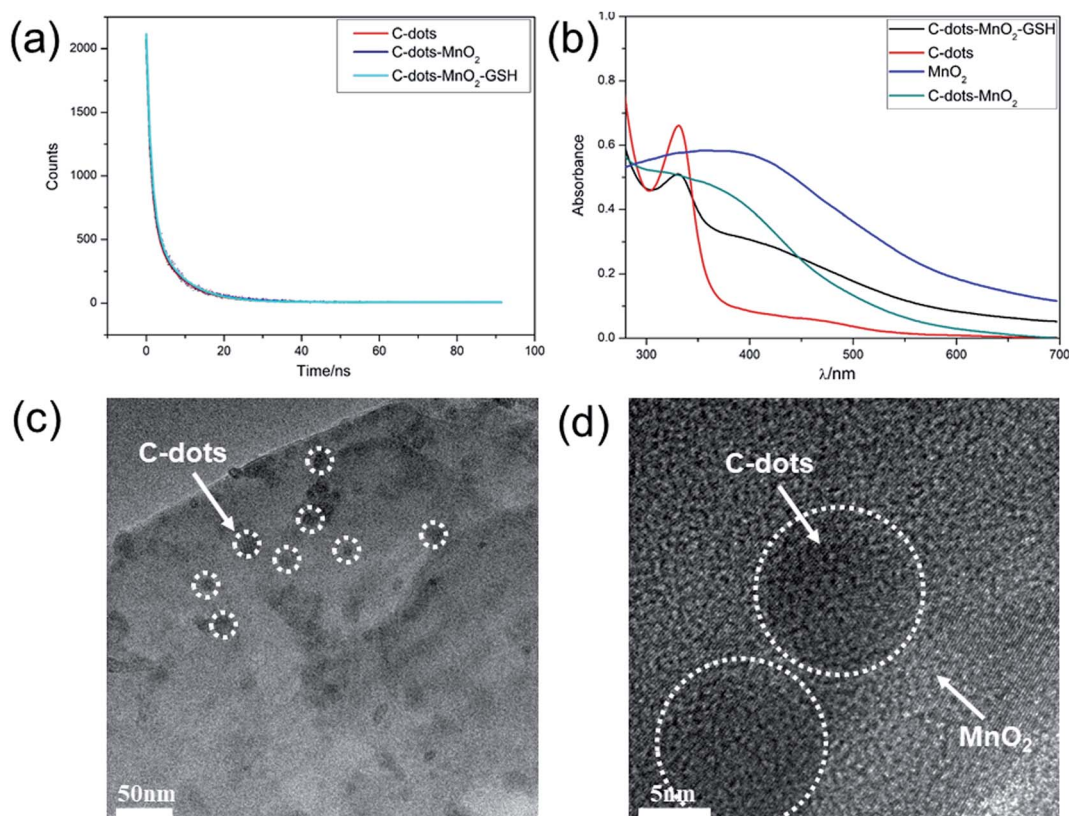 (a)
C-dots
C-dots-MnO₂
C-dots-MnO₂-GSH
2000
1500
1000
500
0
Counts
0 20 40 60 80 100
Time/ns
(b)
C-dots-MnO₂-GSH
C-dots
MnO₂
C-dots-MnO₂
1.0
0.8
0.6
0.4
0.2
0.0
Absorbance
300 400 500 600 700
λ/nm
(c)
C-dots
50nm
(d)
C-dots
MnO₂
5nm